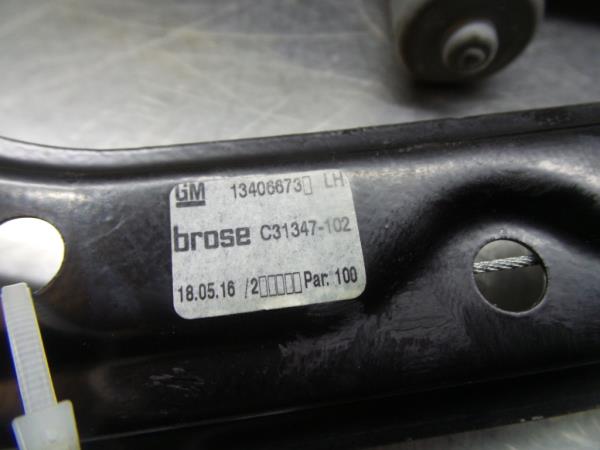 GM 13406673▯ LH
brose C31347-102
18.05.16 /2▯▯▯▯▯ Par. 100